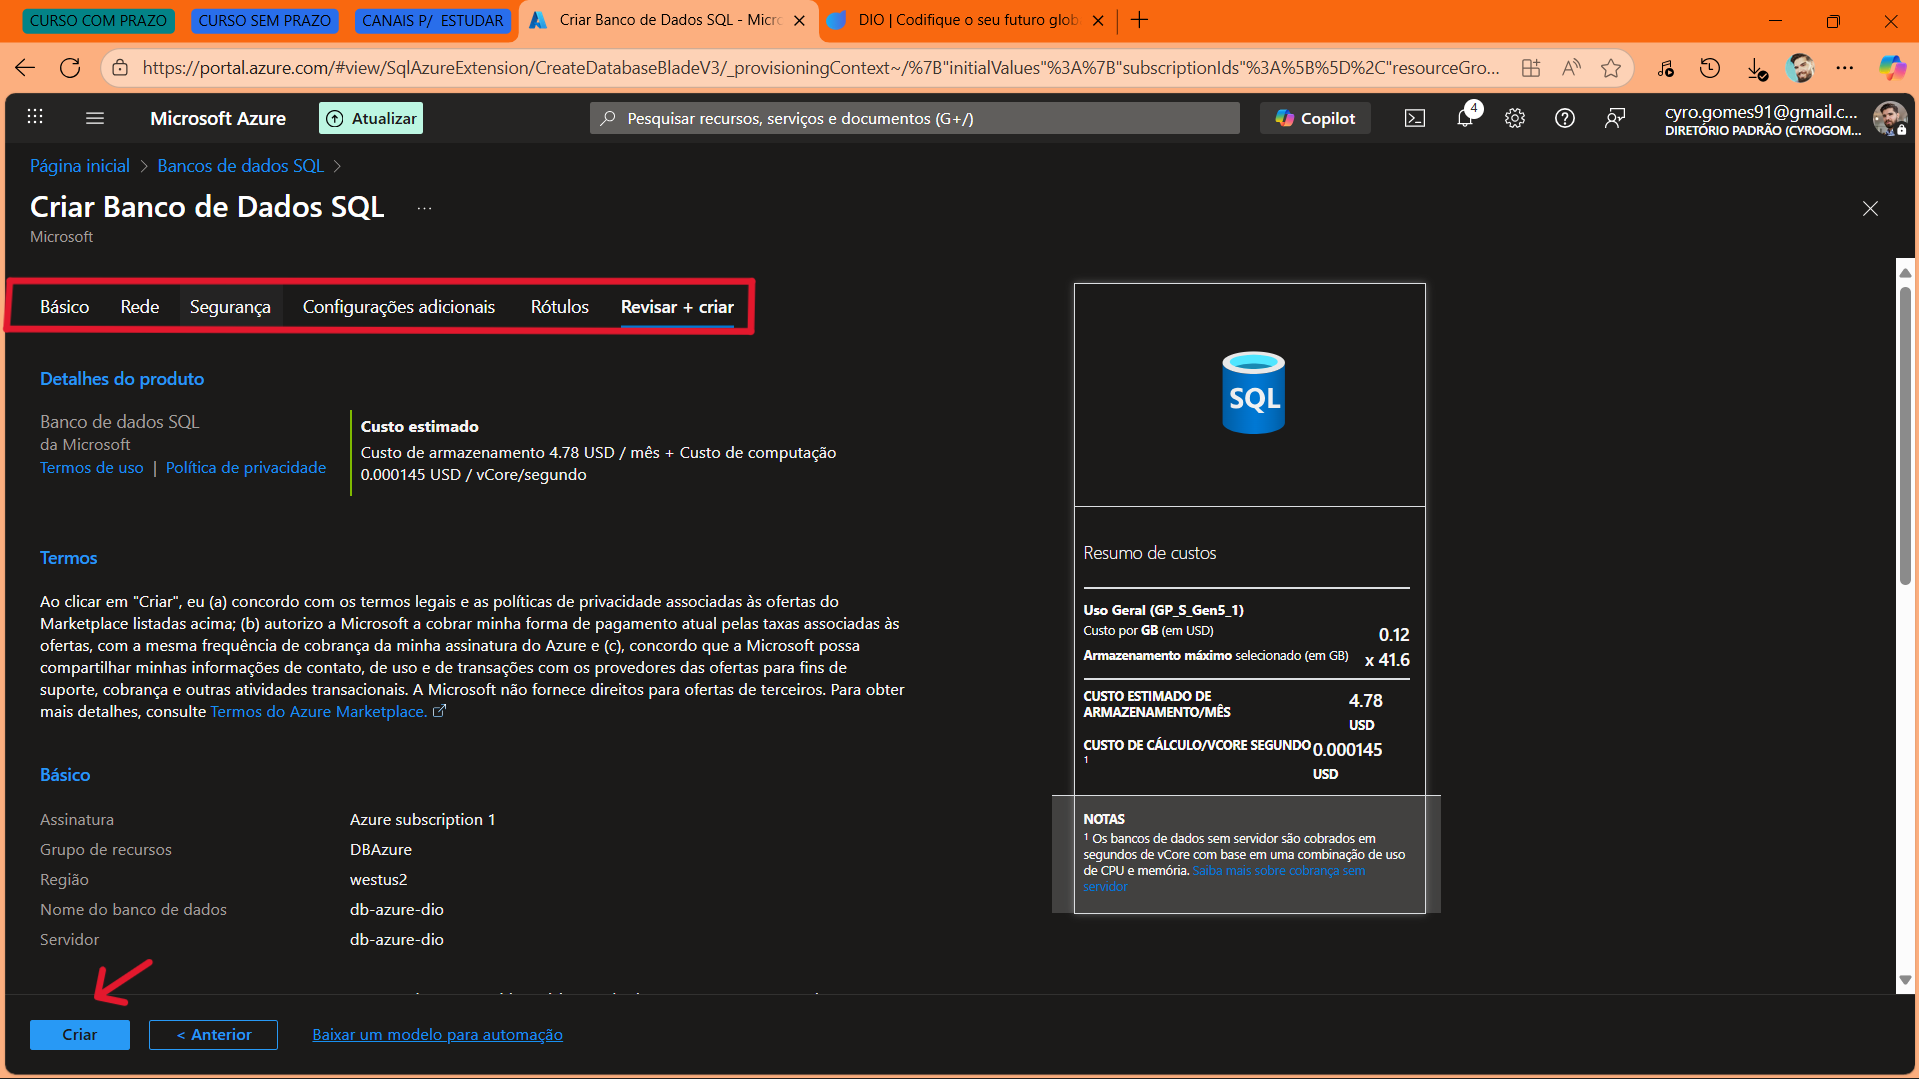 CURSO COM PRAZO
CURSO SEM PRAZO
CANAIS P/ ESTUDAR
Criar Banco de Dados SQL - Micr
DIO | Codifique o seu futuro glob
https://portal.azure.com/#view/SqlAzureExtension/CreateDatabaseBladeV3/_provisioningContext~/%7B"initialValues"%3A%7B"subscriptionIds"%3A%5B%5D%2C"resourceGro...
Microsoft Azure
Atualizar
Pesquisar recursos, serviços e documentos (G+/)
Copilot
4
cyro.gomes91@gmail.c...
DIRETÓRIO PADRÃO (CYROGOM...
Página inicial > Bancos de dados SQL >
Criar Banco de Dados SQL ...
Microsoft
Básico
Rede
Segurança
Configurações adicionais
Rótulos
Revisar + criar
Detalhes do produto
Banco de dados SQL
da Microsoft
Termos de uso | Política de privacidade
Custo estimado
Custo de armazenamento 4.78 USD / mês + Custo de computação
0.000145 USD / vCore/segundo
Termos
Ao clicar em "Criar", eu (a) concordo com os termos legais e as políticas de privacidade associadas às ofertas do
Marketplace listadas acima; (b) autorizo a Microsoft a cobrar minha forma de pagamento atual pelas taxas associadas às
ofertas, com a mesma frequência de cobrança da minha assinatura do Azure e (c), concordo que a Microsoft possa
compartilhar minhas informações de contato, de uso e de transações com os provedores das ofertas para fins de
suporte, cobrança e outras atividades transacionais. A Microsoft não fornece direitos para ofertas de terceiros. Para obter
mais detalhes, consulte Termos do Azure Marketplace.
Básico
Assinatura Azure subscription 1
Grupo de recursos DBAzure
Região westus2
Nome do banco de dados db-azure-dio
Servidor db-azure-dio
SQL
Resumo de custos
Uso Geral (GP_S_Gen5_1)
Custo por GB (em USD) 0.12
Armazenamento máximo selecionado (em GB) x 41.6
CUSTO ESTIMADO DE
ARMAZENAMENTO/MÊS
4.78
USD
CUSTO DE CÁLCULO/VCORE SEGUNDO
1
0.000145
USD
NOTAS
1 Os bancos de dados sem servidor são cobrados em
segundos de vCore com base em uma combinação de uso
de CPU e memória. Saiba mais sobre cobrança sem
servidor
Criar
< Anterior
Baixar um modelo para automação